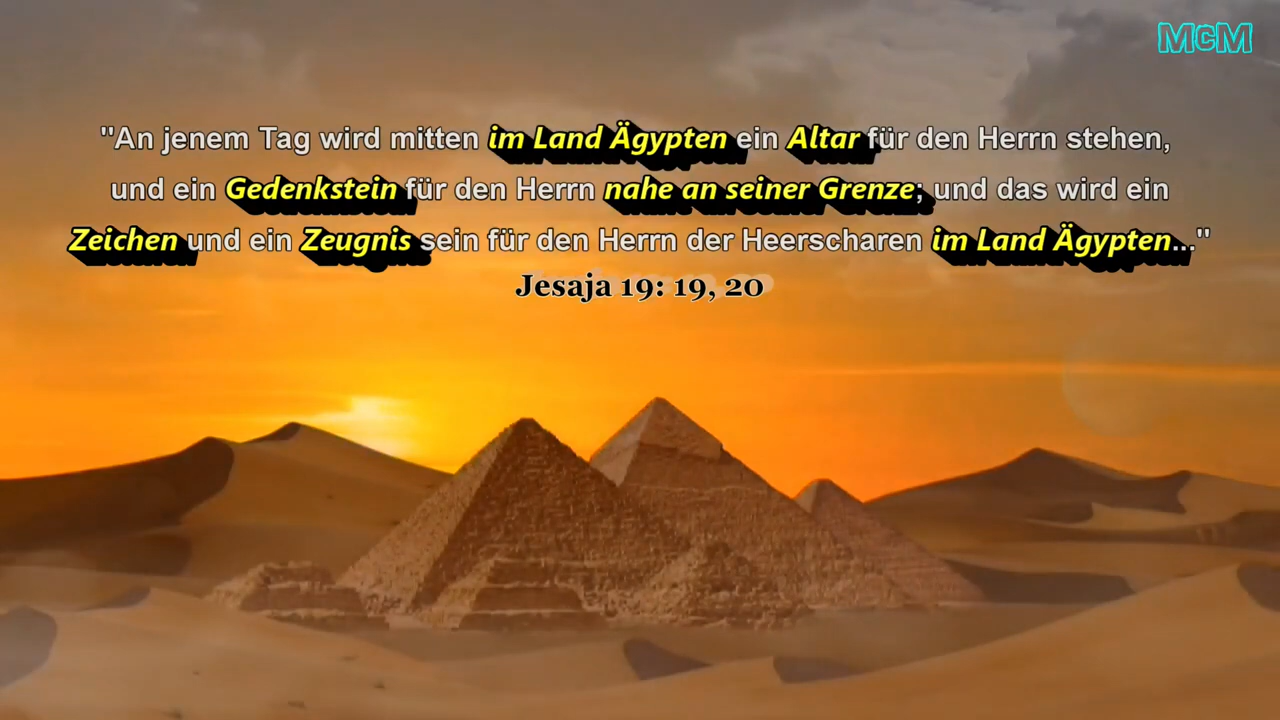 McM
"An jenem Tag wird mitten im Land Ägypten ein Altar für den Herrn stehen,
und ein Gedenkstein für den Herrn nahe an seiner Grenze; und das wird ein
Zeichen und ein Zeugnis sein für den Herrn der Heerscharen im Land Ägypten..."
Jesaja 19: 19, 20